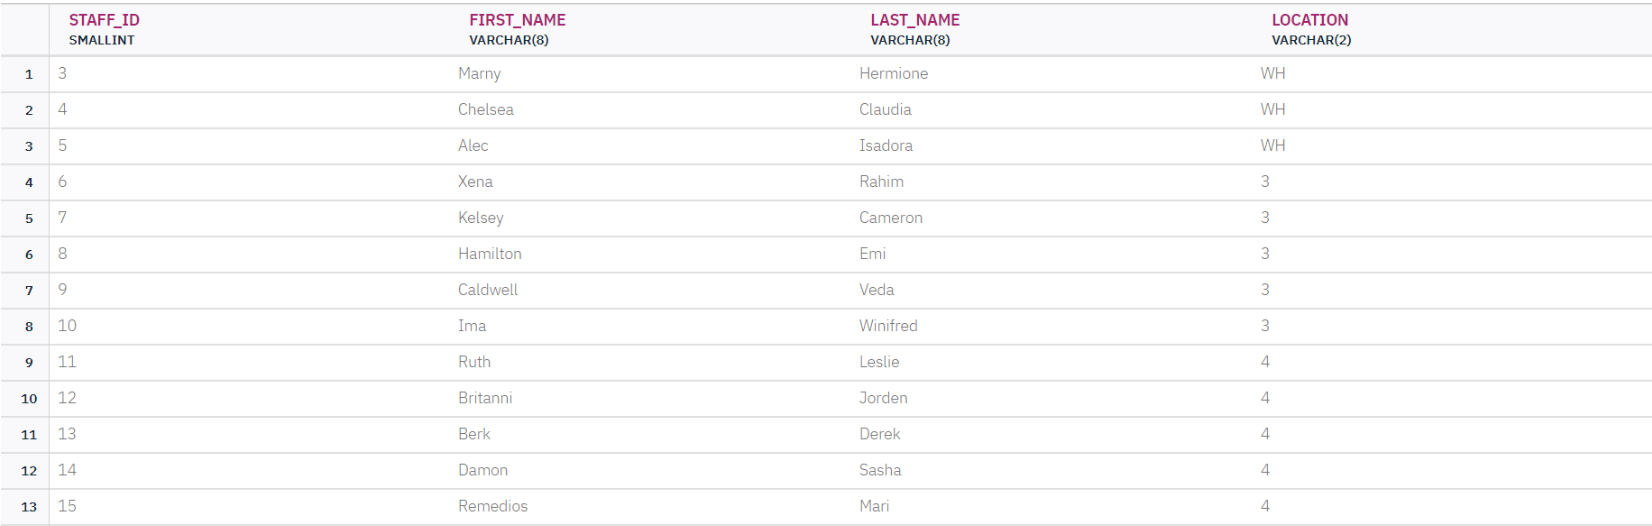 STAFF_ID FIRST_NAME LAST_NAME LOCATION
SMALLINT VARCHAR(8) VARCHAR(8) VARCHAR(2)
1 3 Marny Hermione WH
2 4 Chelsea Claudia WH
3 5 Alec Isadora WH
4 6 Xena Rahim 3
5 7 Kelsey Cameron 3
6 8 Hamilton Emi 3
7 9 Caldwell Veda 3
8 10 Ima Winifred 3
9 11 Ruth Leslie 4
10 12 Britanni Jorden 4
11 13 Berk Derek 4
12 14 Damon Sasha 4
13 15 Remedios Mari 4